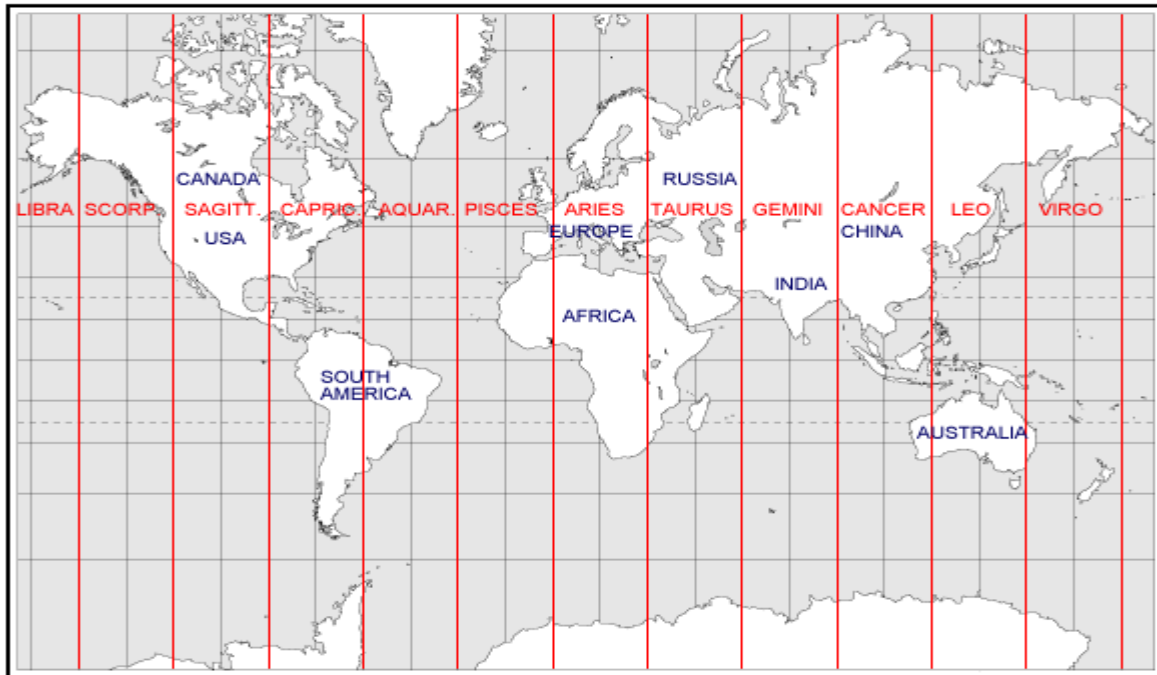 CANADA
RUSSIA
LIBRA SCORP. SAGITT. CAPRIC. AQUAR. PISCES ARIES TAURUS GEMINI CANCER LEO VIRGO
USA EUROPE CHINA
INDIA
AFRICA
SOUTH
AMERICA
AUSTRALIA